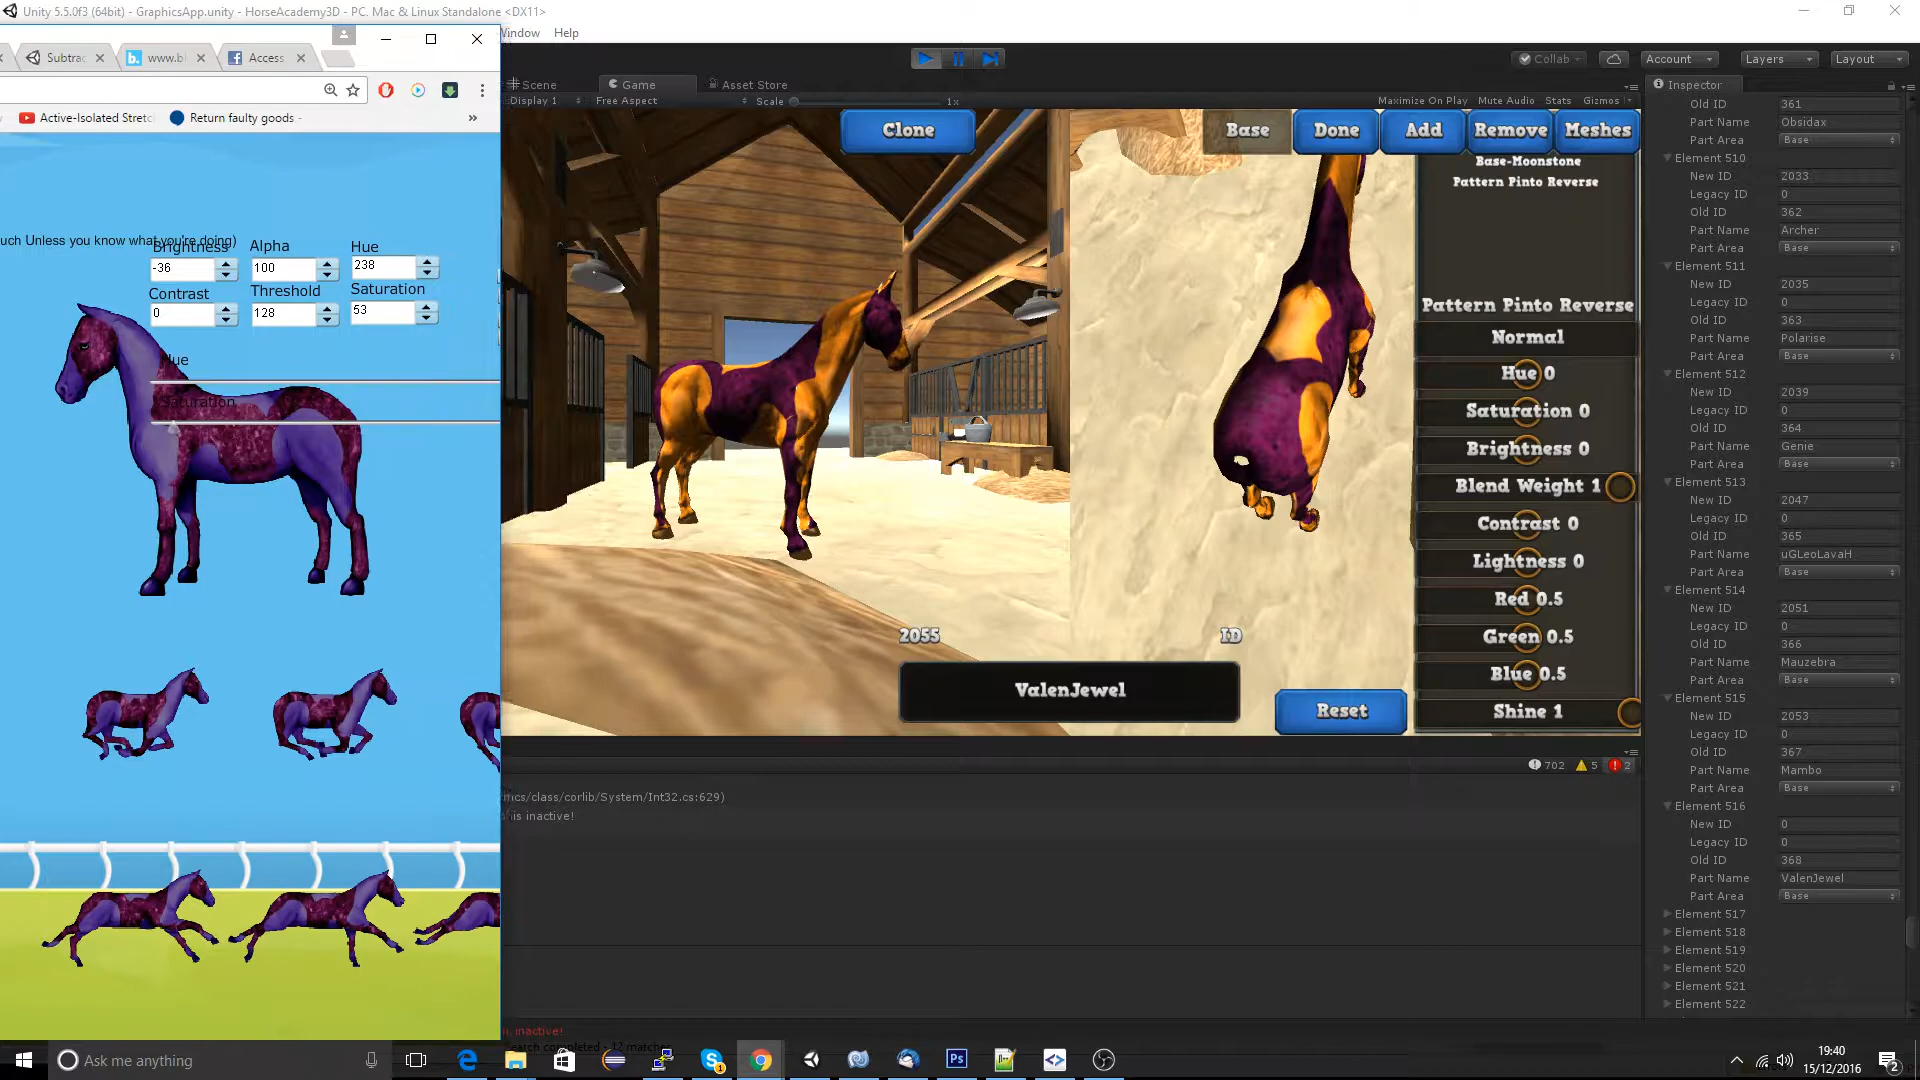 Unity 5.5.0f3 (64bit) - GraphicsApp.unity - HorseAcademy3D - PC, Mac & Linux Standalone <DX11>
Window Help
Subtrac
www.bl
Access
Collab
Account
Layers
Layout
Scene
Game
Asset Store
Inspector
Display 1
Free Aspect
Scale
1x
Maximize On Play
Mute Audio
Stats
Gizmos
Active-Isolated Stretc
Return faulty goods -
»
uch Unless you know what you're doing)
Brightness
Alpha
Hue
-36
100
238
Contrast
Threshold
Saturation
0
128
53
Hue
Saturation
Clone
Base
Done
Add
Remove
Meshes
Base-Moonstone
Pattern Pinto Reverse
Pattern Pinto Reverse
Normal
Hue 0
Saturation 0
Brightness 0
Blend Weight 1
Contrast 0
Lightness 0
Red 0.5
Green 0.5
Blue 0.5
Shine 1
2055
ID
ValenJewel
Reset
702
5
2
mcs/class/corlib/System/Int32.cs:629)
is inactive!
inactive!
earch completed - 12 matches
Old ID 361
Part Name Obsidax
Part Area Base
Element 510
New ID 2033
Legacy ID 0
Old ID 362
Part Name Archer
Part Area Base
Element 511
New ID 2035
Legacy ID 0
Old ID 363
Part Name Polarise
Part Area Base
Element 512
New ID 2039
Legacy ID 0
Old ID 364
Part Name Genie
Part Area Base
Element 513
New ID 2047
Legacy ID 0
Old ID 365
Part Name uGLeoLavaH
Part Area Base
Element 514
New ID 2051
Legacy ID 0
Old ID 366
Part Name Mauzebra
Part Area Base
Element 515
New ID 2053
Legacy ID 0
Old ID 367
Part Name Mambo
Part Area Base
Element 516
New ID 0
Legacy ID 0
Old ID 368
Part Name ValenJewel
Part Area Base
Element 517
Element 518
Element 519
Element 520
Element 521
Element 522
Ask me anything
Ps
19:40
15/12/2016
2